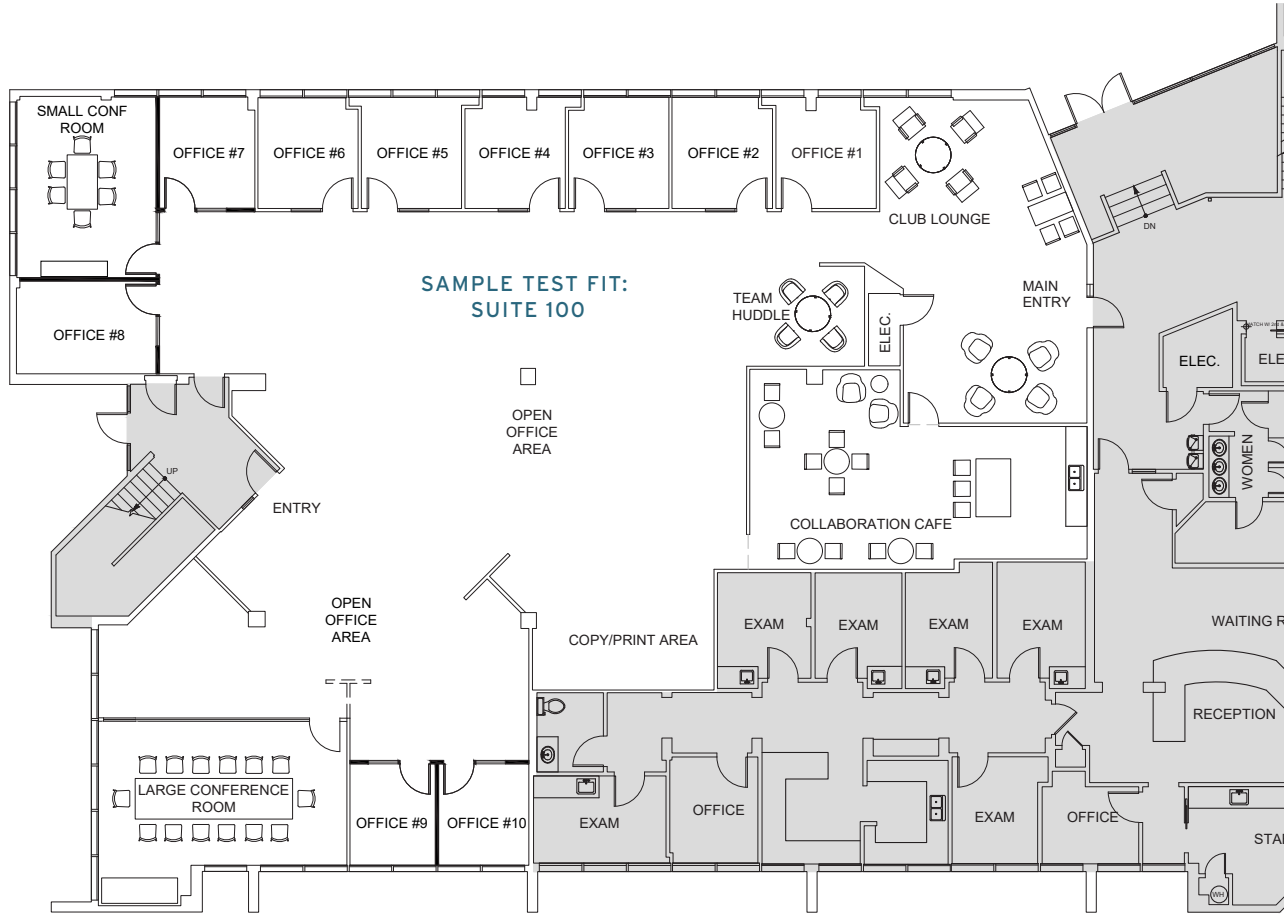 SMALL CONF
ROOM
OFFICE #7
OFFICE #6
OFFICE #5
OFFICE #4
OFFICE #3
OFFICE #2
OFFICE #1
CLUB LOUNGE
DN
SAMPLE TEST FIT:
SUITE 100
TEAM
HUDDLE
ELEC.
MAIN
ENTRY
OFFICE #8
ELEC.
ELE
OPEN
OFFICE
AREA
UP
WOMEN
ENTRY
COLLABORATION CAFE
OPEN
OFFICE
AREA
COPY/PRINT AREA
EXAM
EXAM
EXAM
EXAM
WAITING R
RECEPTION
LARGE CONFERENCE
ROOM
OFFICE #9
OFFICE #10
EXAM
OFFICE
EXAM
OFFICE
STAF
WH